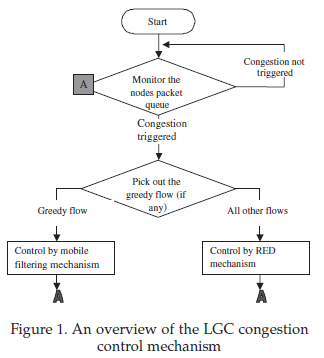 Start
Congestion not
triggered
A
Monitor the
nodes packet
queue
Congestion
triggered
Pick out the
greedy flow (if
any)
Greedy flow
All other flows
Control by mobile
filtering mechanism
Control by RED
mechanism
A
A
Figure 1. An overview of the LGC congestion
control mechanism